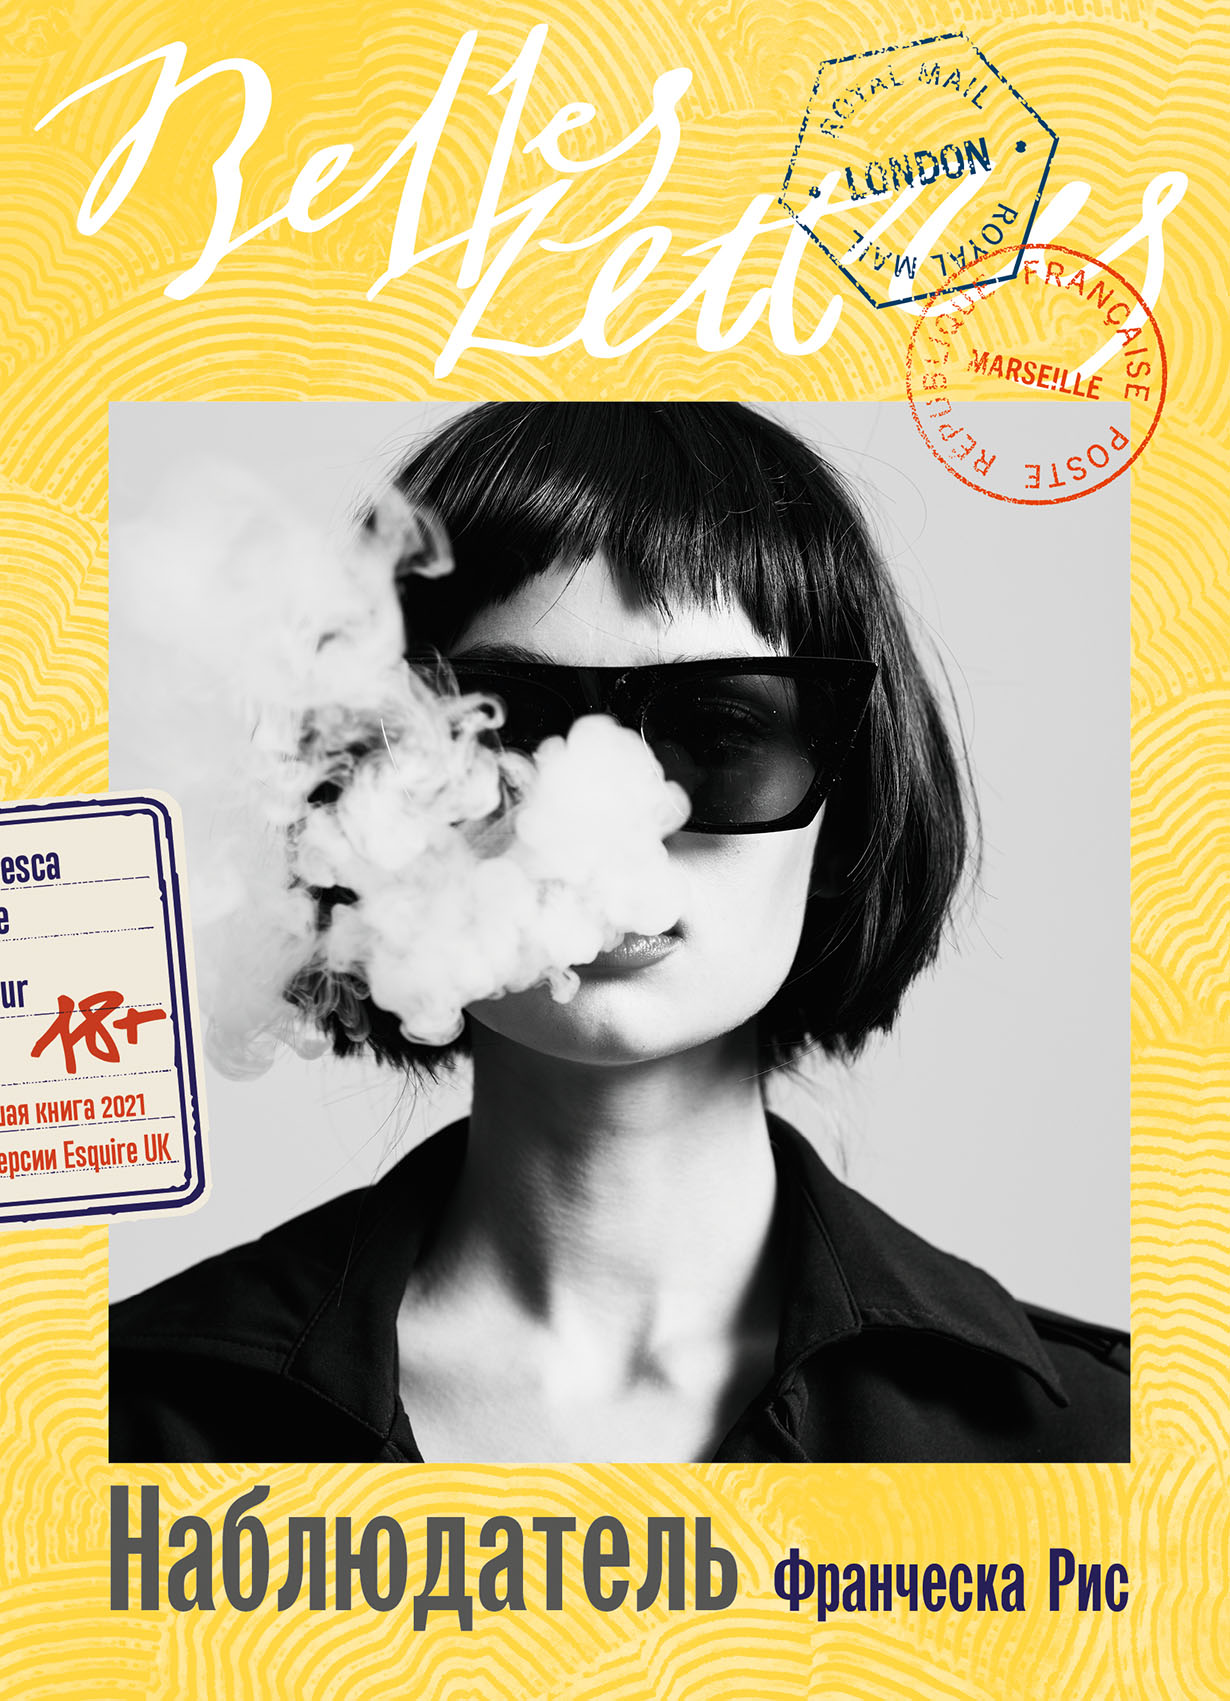 Belles
Lettres
ROYAL MAIL
LONDON
ROYAL MAIL
RÉPUBLIQUE FRANÇAISE
MARSEILLE
POSTE
esca
e
ur
18+
шая книга 2021
ерсии Esquire UK
Наблюдатель
Франческа Рис